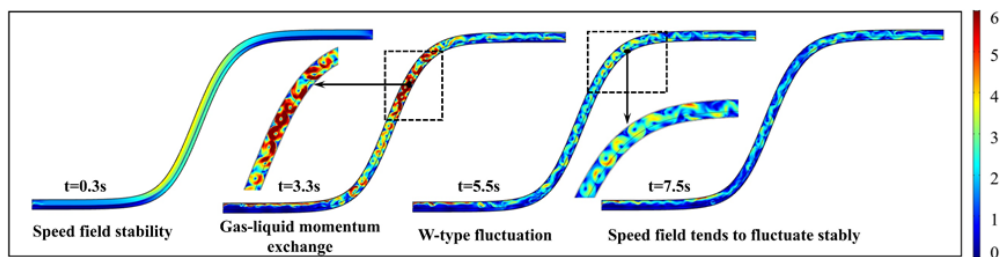 t=0.3s
t=3.3s
t=5.5s
t=7.5s
Speed field stability
Gas-liquid momentum
exchange
W-type fluctuation
Speed field tends to fluctuate stably
6
5
4
3
2
1
0